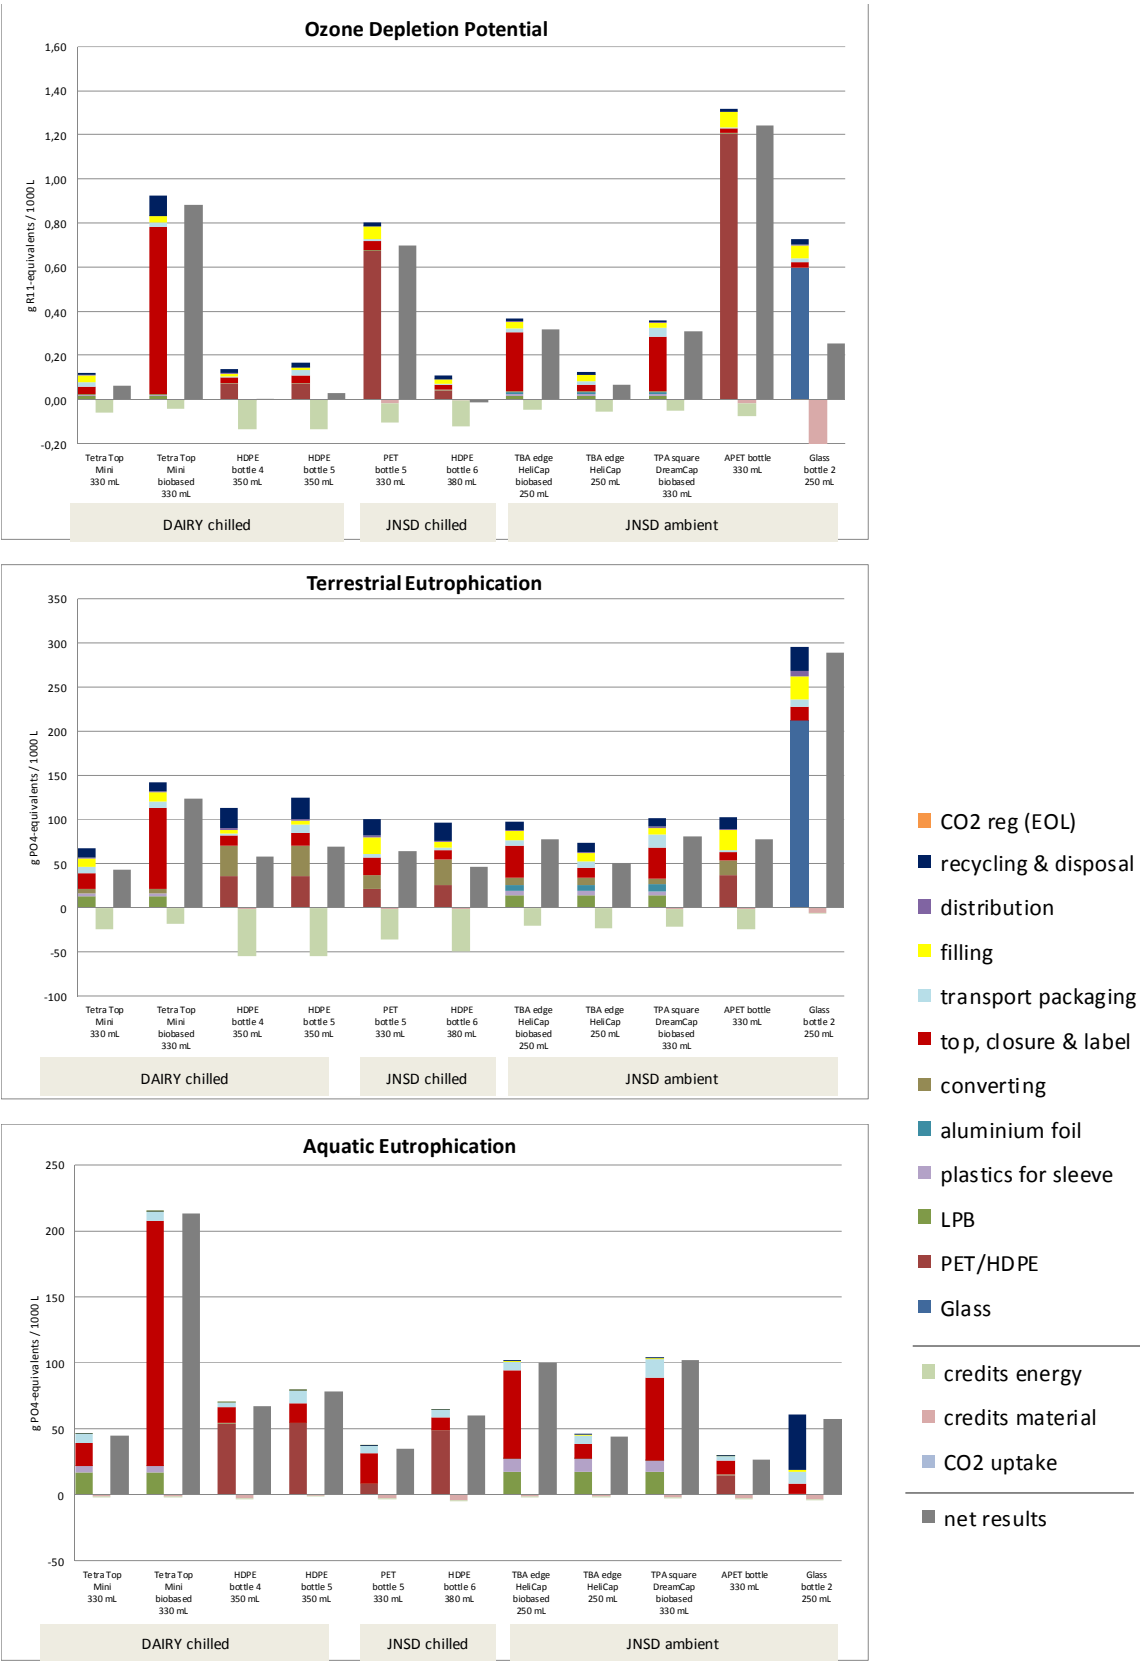 Ozone Depletion Potential
g R11-equivalents / 1000 L
1,60
1,40
1,20
1,00
0,80
0,60
0,40
0,20
0,00
-0,20
Tetra Top Mini 330 mL
Tetra Top Mini biobased 330 mL
HDPE bottle 4 350 mL
HDPE bottle 5 350 mL
PET bottle 5 330 mL
HDPE bottle 6 380 mL
TBA edge HeliCap biobased 250 mL
TBA edge HeliCap 250 mL
TPA square DreamCap biobased 330 mL
APET bottle 330 mL
Glass bottle 2 250 mL
DAIRY chilled
JNSD chilled
JNSD ambient
Terrestrial Eutrophication
g PO4-equivalents / 1000 L
350
300
250
200
150
100
50
0
-50
-100
Tetra Top Mini 330 mL
Tetra Top Mini biobased 330 mL
HDPE bottle 4 350 mL
HDPE bottle 5 350 mL
PET bottle 5 330 mL
HDPE bottle 6 380 mL
TBA edge HeliCap biobased 250 mL
TBA edge HeliCap 250 mL
TPA square DreamCap biobased 330 mL
APET bottle 330 mL
Glass bottle 2 250 mL
DAIRY chilled
JNSD chilled
JNSD ambient
Aquatic Eutrophication
g PO4-equivalents / 1000 L
250
200
150
100
50
0
-50
Tetra Top Mini 330 mL
Tetra Top Mini biobased 330 mL
HDPE bottle 4 350 mL
HDPE bottle 5 350 mL
PET bottle 5 330 mL
HDPE bottle 6 380 mL
TBA edge HeliCap biobased 250 mL
TBA edge HeliCap 250 mL
TPA square DreamCap biobased 330 mL
APET bottle 330 mL
Glass bottle 2 250 mL
DAIRY chilled
JNSD chilled
JNSD ambient
CO2 reg (EOL)
recycling & disposal
distribution
filling
transport packaging
top, closure & label
converting
aluminium foil
plastics for sleeve
LPB
PET/HDPE
Glass
credits energy
credits material
CO2 uptake
net results